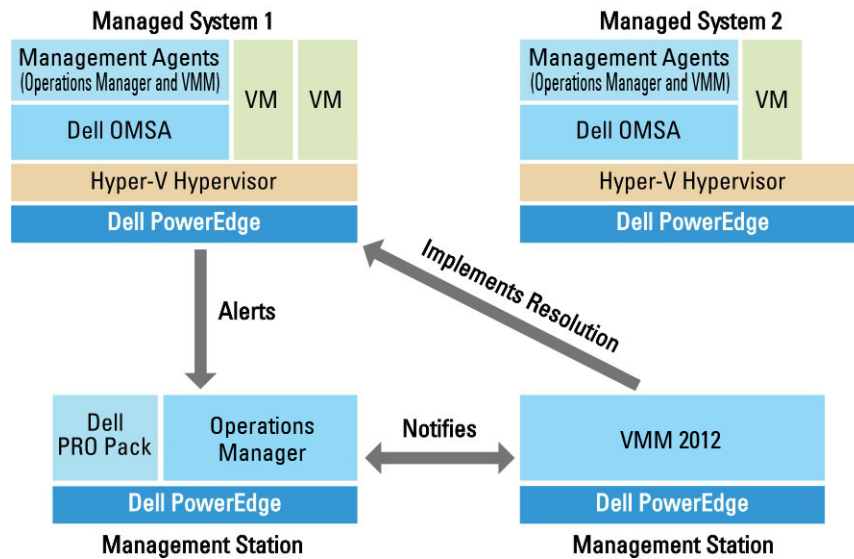 Managed System 1
Management Agents
(Operations Manager and VMM)
VM
VM
Dell OMSA
Hyper-V Hypervisor
Dell PowerEdge
Managed System 2
Management Agents
(Operations Manager and VMM)
VM
Dell OMSA
Hyper-V Hypervisor
Dell PowerEdge
Alerts
Implements Resolution
Dell
PRO Pack
Operations
Manager
Dell PowerEdge
Management Station
Notifies
VMM 2012
Dell PowerEdge
Management Station